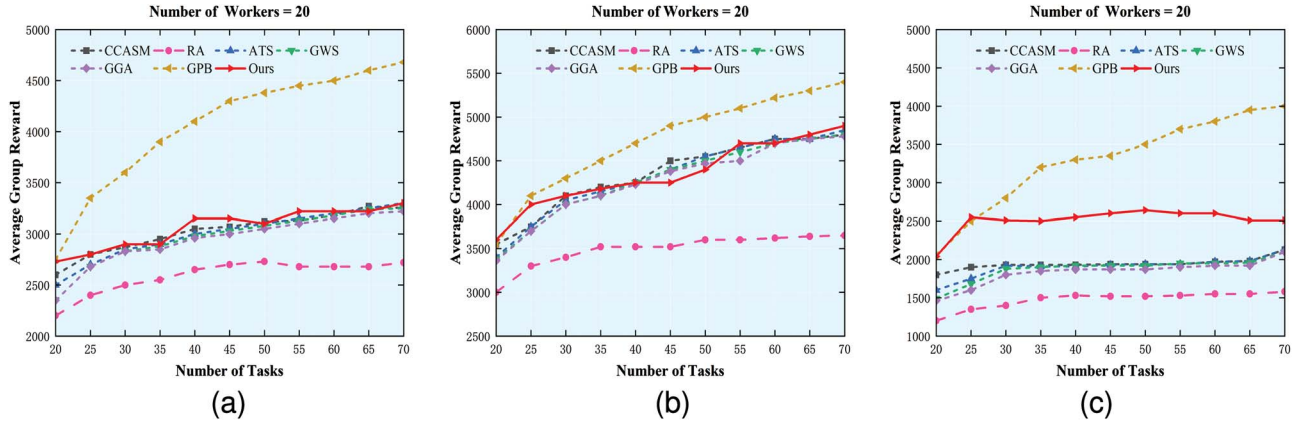 Number of Workers = 20
5000
4500
4000
3500
3000
2500
2000
Average Group Reward
CCASM RA ATS GWS
GGA GPB Ours
20 25 30 35 40 45 50 55 60 65 70
Number of Tasks
(a)
Number of Workers = 20
6000
5500
5000
4500
4000
3500
3000
2500
Average Group Reward
CCASM RA ATS GWS
GGA GPB Ours
20 25 30 35 40 45 50 55 60 65 70
Number of Tasks
(b)
Number of Workers = 20
5000
4500
4000
3500
3000
2500
2000
1500
1000
Average Group Reward
CCASM RA ATS GWS
GGA GPB Ours
20 25 30 35 40 45 50 55 60 65 70
Number of Tasks
(c)